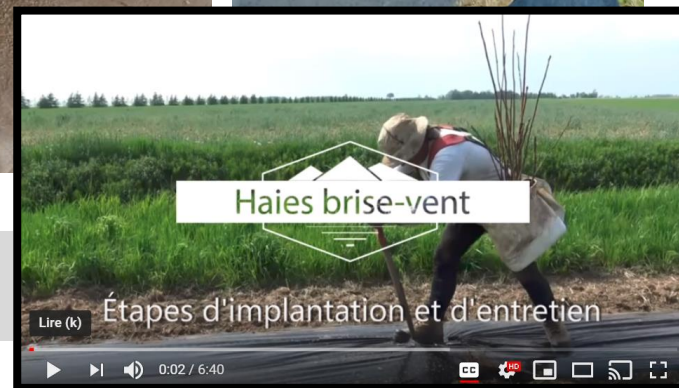 Haies brise-vent
Étapes d'implantation et d'entretien
Lire (k)
0:02 / 6:40
CC
HD